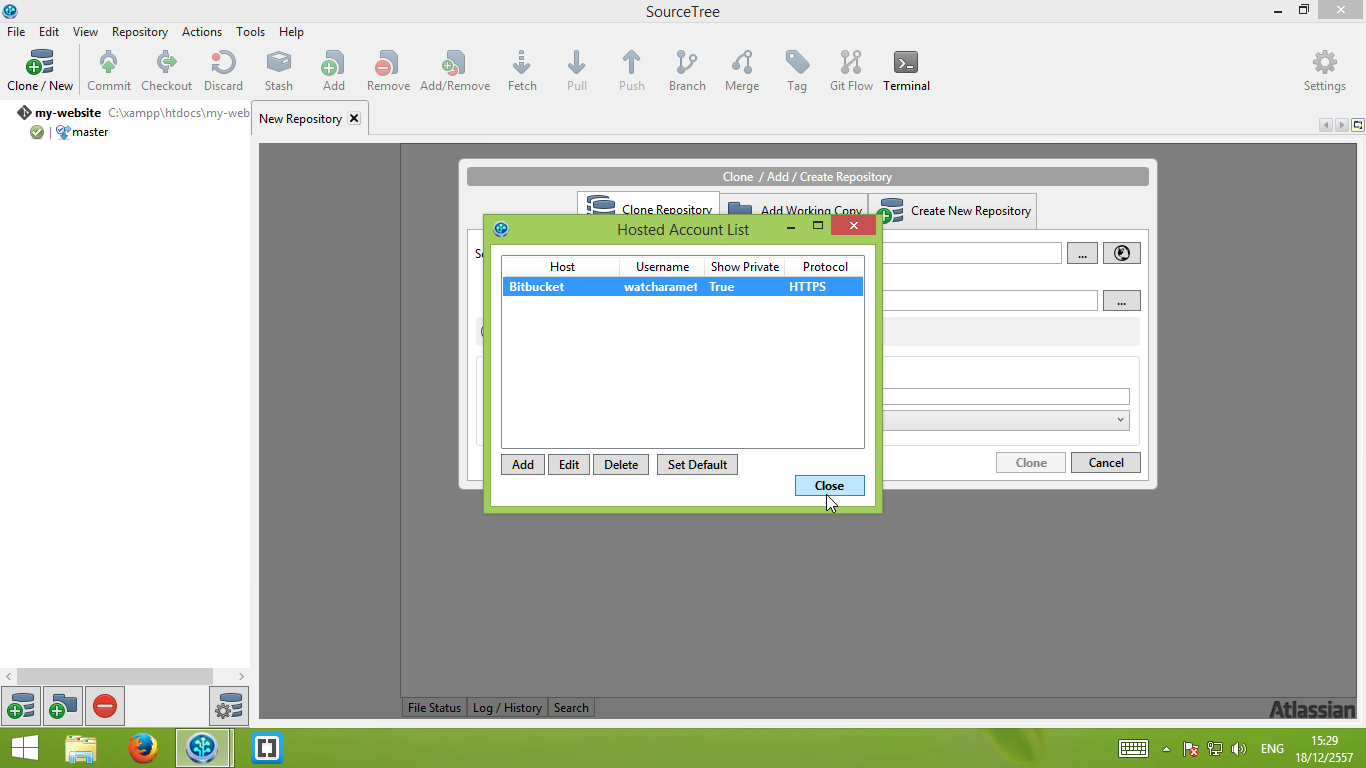 SourceTree
File Edit View Repository Actions Tools Help
Clone / New Commit Checkout Discard Stash Add Remove Add/Remove Fetch Pull Push Branch Merge Tag Git Flow Terminal Settings
my-website C:\xampp\htdocs\my-web
master
New Repository
Clone / Add / Create Repository
Clone Repository Add Working Copy Create New Repository
... 
Hosted Account List
Host Username Show Private Protocol
Bitbucket watcharamet True HTTPS
...
Add Edit Delete Set Default
Close
Clone Cancel
File Status Log / History Search
Atlassian
ENG
15:29
18/12/2557